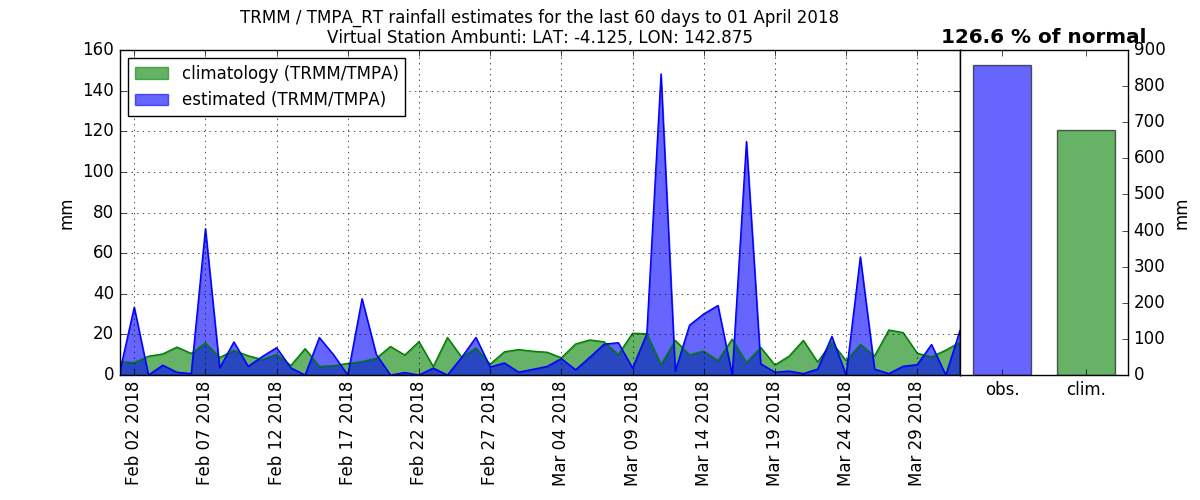 TRMM / TMPA_RT rainfall estimates for the last 60 days to 01 April 2018
Virtual Station Ambunti: LAT: -4.125, LON: 142.875
126.6 % of normal
climatology (TRMM/TMPA)
estimated (TRMM/TMPA)
mm
160
140
120
100
80
60
40
20
0
Feb 02 2018
Feb 07 2018
Feb 12 2018
Feb 17 2018
Feb 22 2018
Feb 27 2018
Mar 04 2018
Mar 09 2018
Mar 14 2018
Mar 19 2018
Mar 24 2018
Mar 29 2018
obs.
clim.
900
800
700
600
500
400
300
200
100
0
mm